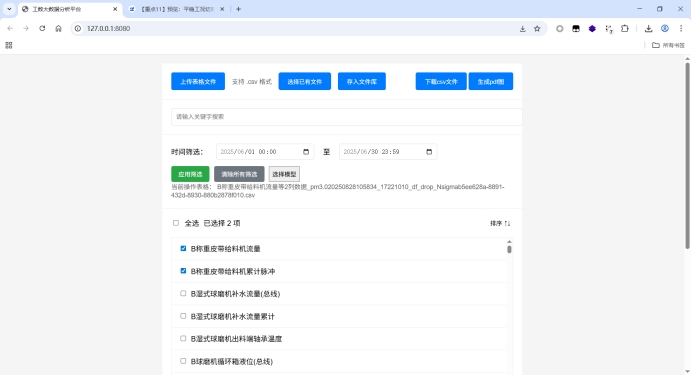 工数大数据分析平台
【重点11】预览：平稳工况切
127.0.0.1:8080
所有书签
上传表格文件 支持 .csv 格式 选择已有文件 存入文件库 下载csv文件 生成pdf图
请输入关键字搜索
时间筛选： 2025/06/01 00:00 至 2025/06/30 23:59
应用筛选 清除所有筛选 选择模型
当前操作表格： B称重皮带给料机流量等2列数据_pm3.020250828105834_17221010_df_drop_Nsigmab5ee628a-8891-
432d-8930-880b2878f010.csv
全选 已选择 2 项 排序 ↑↓
B称重皮带给料机流量
B称重皮带给料机累计脉冲
B湿式球磨机补水流量(总线)
B湿式球磨机补水流量累计
B湿式球磨机出料端轴承温度
B球磨机循环箱液位(总线)